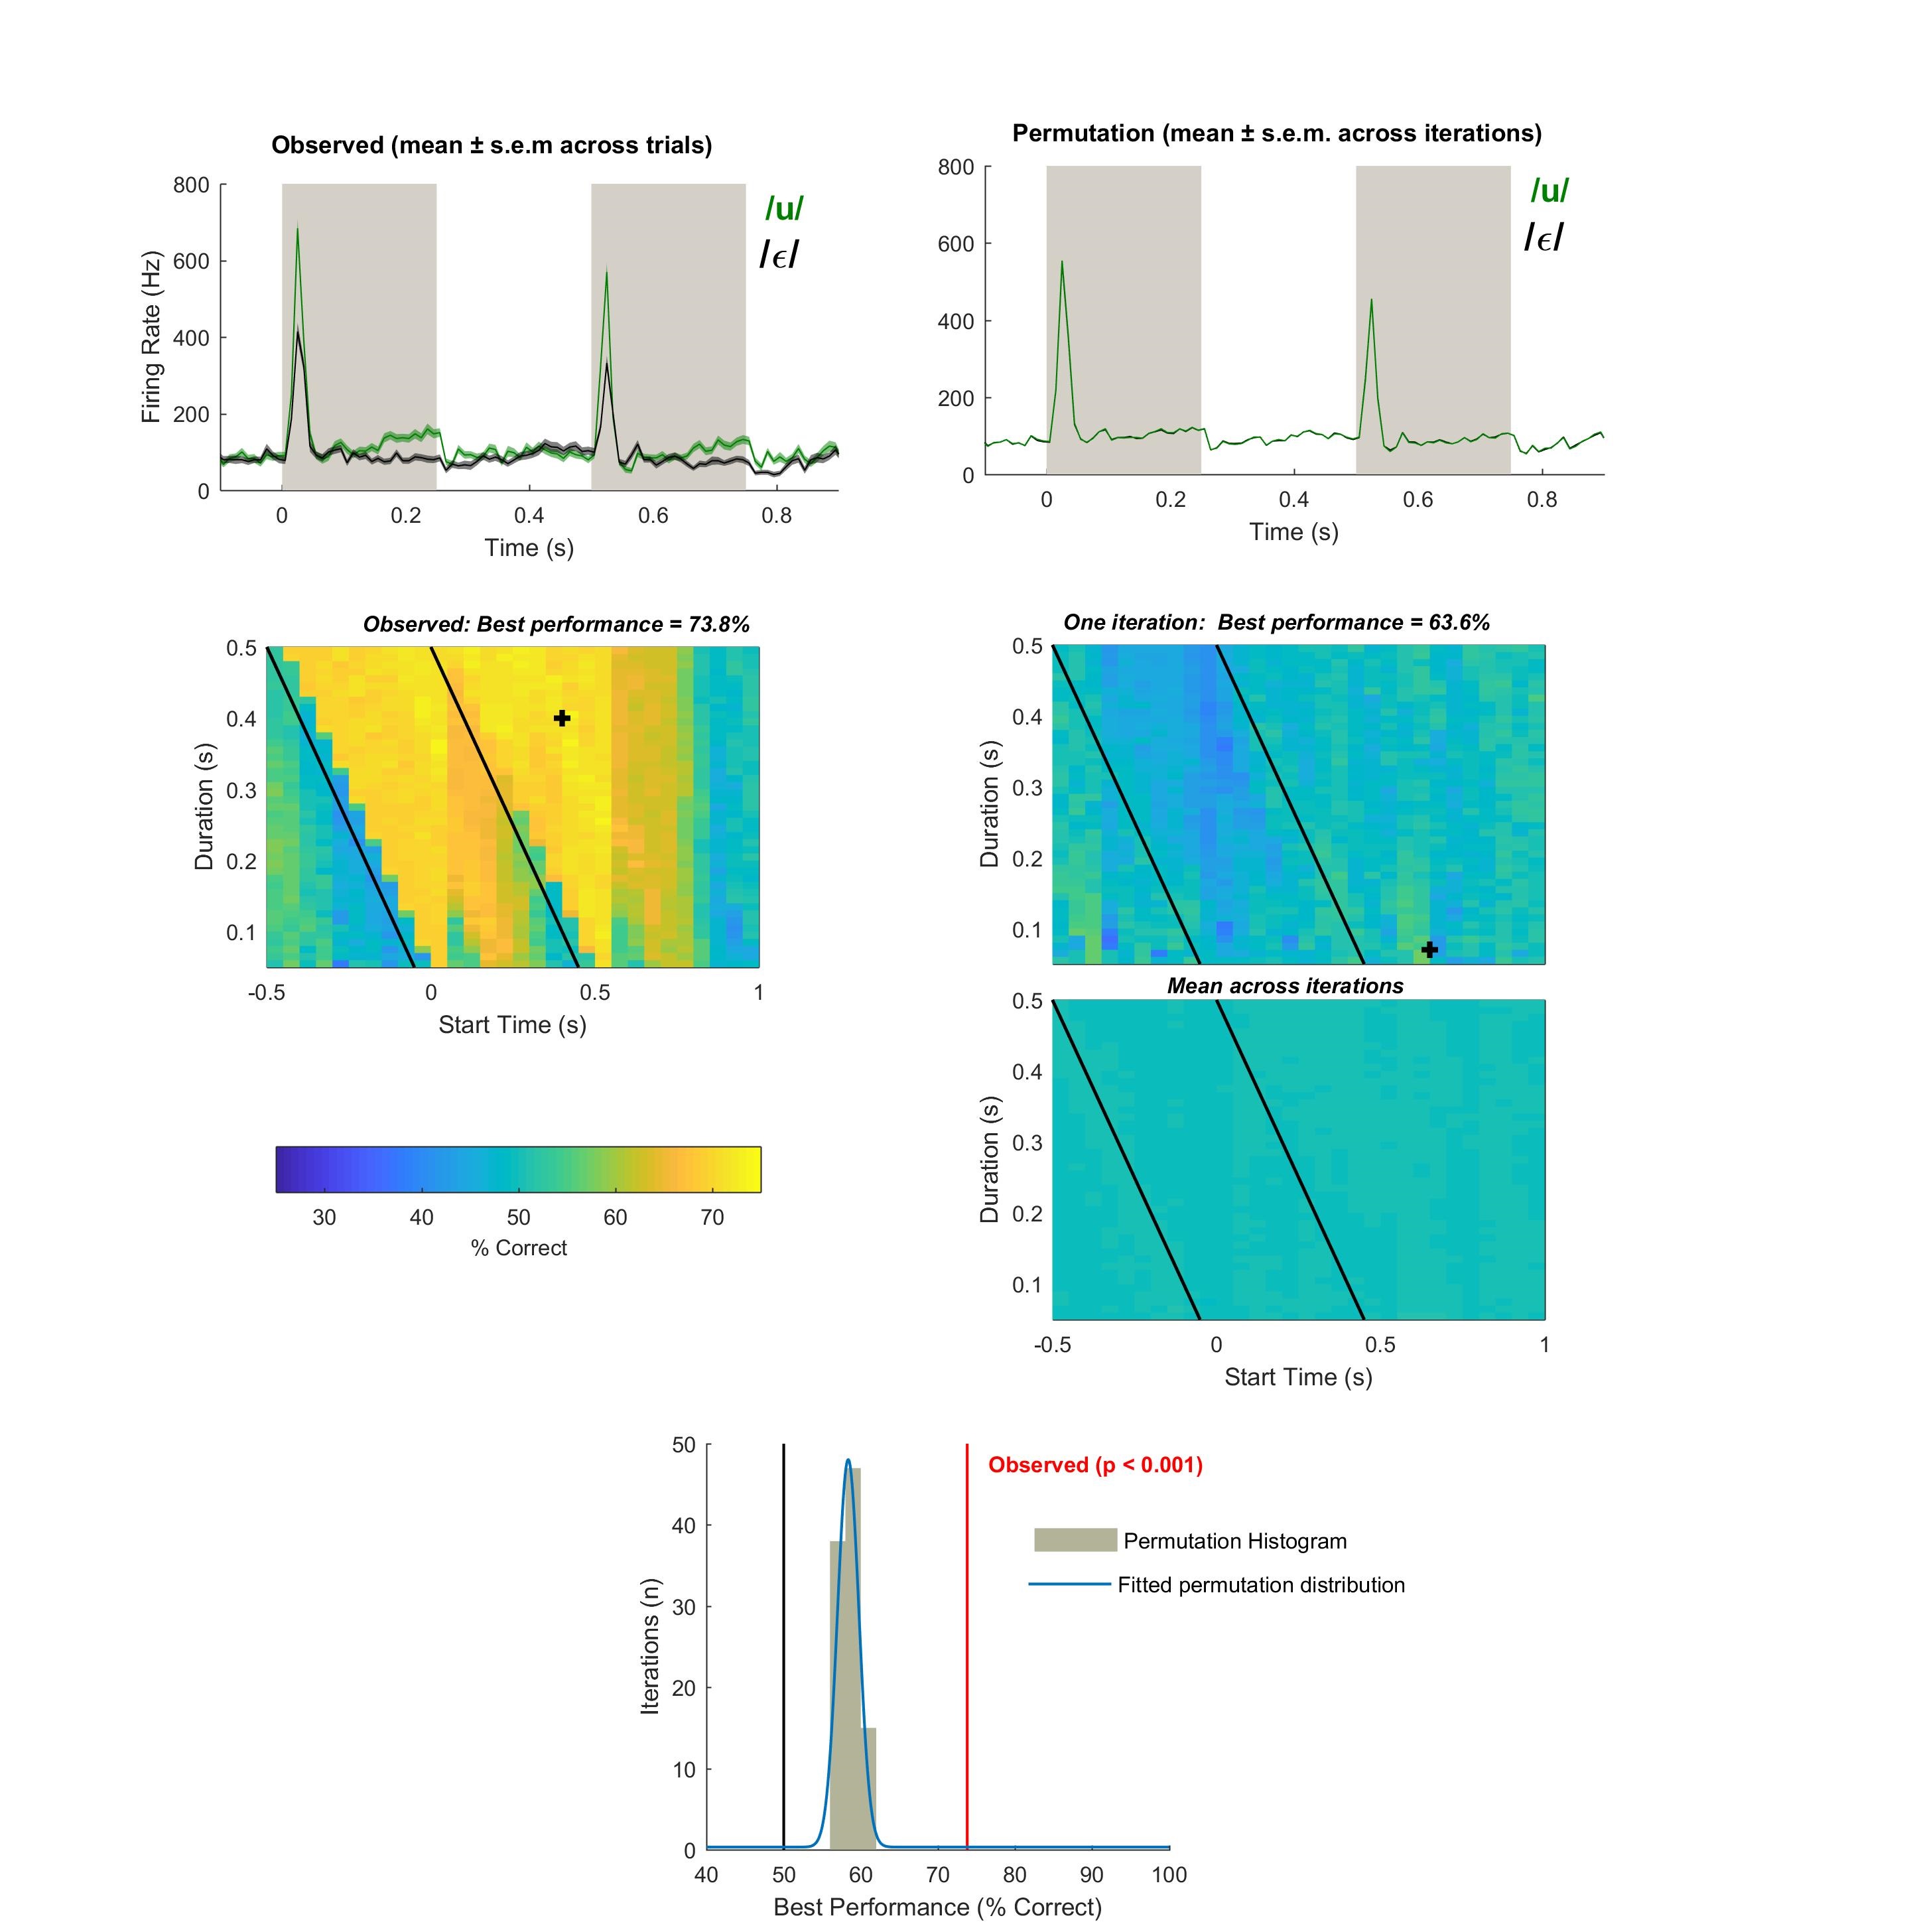 Observed (mean ± s.e.m across trials)
800
600
400
200
0
Firing Rate (Hz)
/u/
/ϵ/
0 0.2 0.4 0.6 0.8
Time (s)
Permutation (mean ± s.e.m. across iterations)
800
600
400
200
0
/u/
/ϵ/
0 0.2 0.4 0.6 0.8
Time (s)
Observed: Best performance = 73.8%
0.5
0.4
0.3
0.2
0.1
Duration (s)
-0.5 0 0.5 1
Start Time (s)
One iteration: Best performance = 63.6%
0.5
0.4
0.3
0.2
0.1
Duration (s)
Mean across iterations
0.5
0.4
0.3
0.2
0.1
Duration (s)
-0.5 0 0.5 1
Start Time (s)
30 40 50 60 70
% Correct
50
40
30
20
10
0
Iterations (n)
Observed (p < 0.001)
Permutation Histogram
Fitted permutation distribution
40 50 60 70 80 90 100
Best Performance (% Correct)